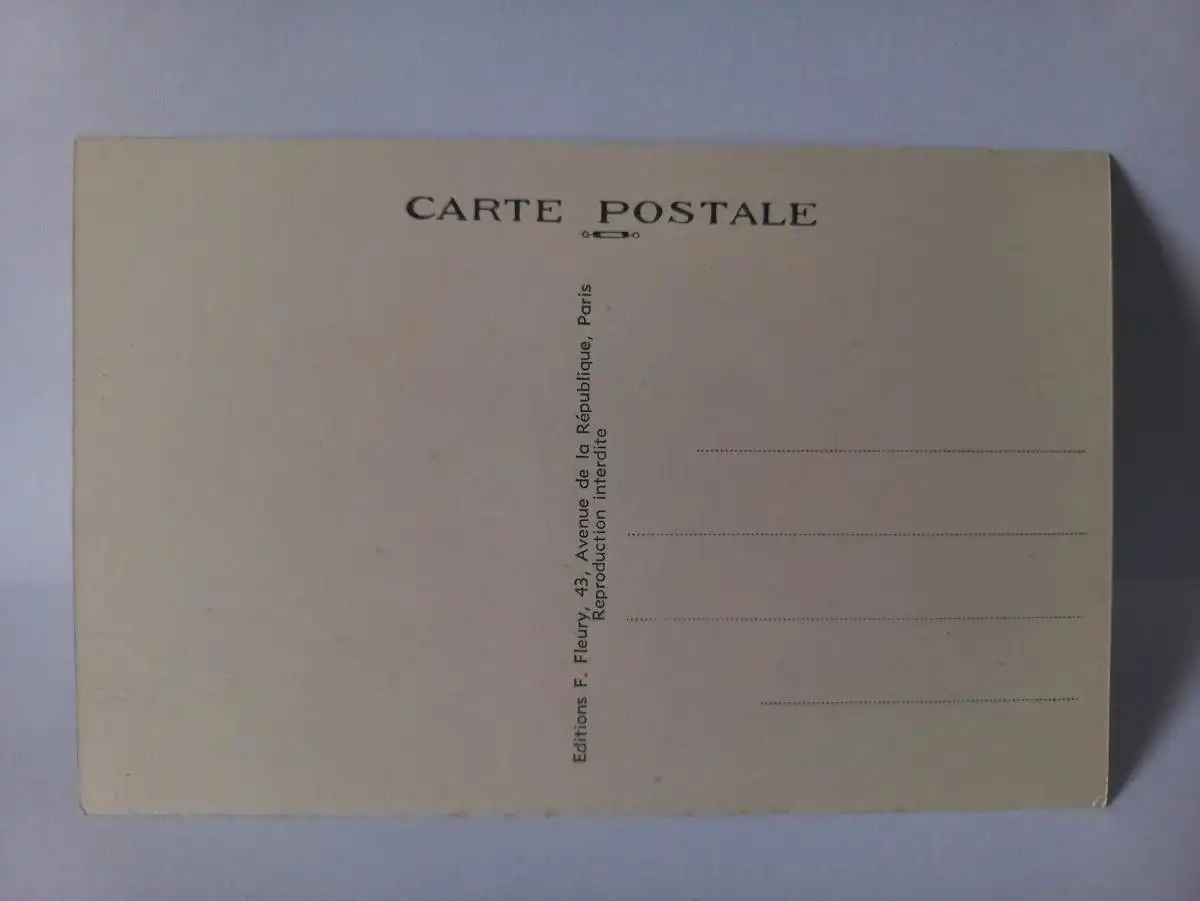 CARTE POSTALE
Editions F. Fleury, 43, Avenue de la République, Paris
Reproduction interdite